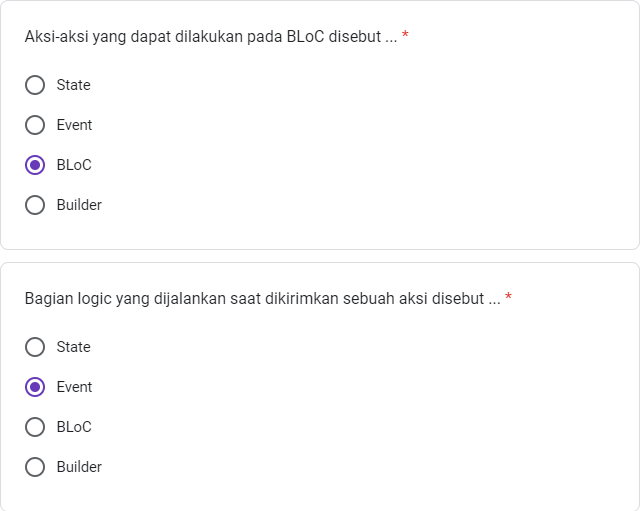 Aksi-aksi yang dapat dilakukan pada BLoC disebut ... *
State
Event
BLoC
Builder
Bagian logic yang dijalankan saat dikirimkan sebuah aksi disebut ... *
State
Event
BLoC
Builder